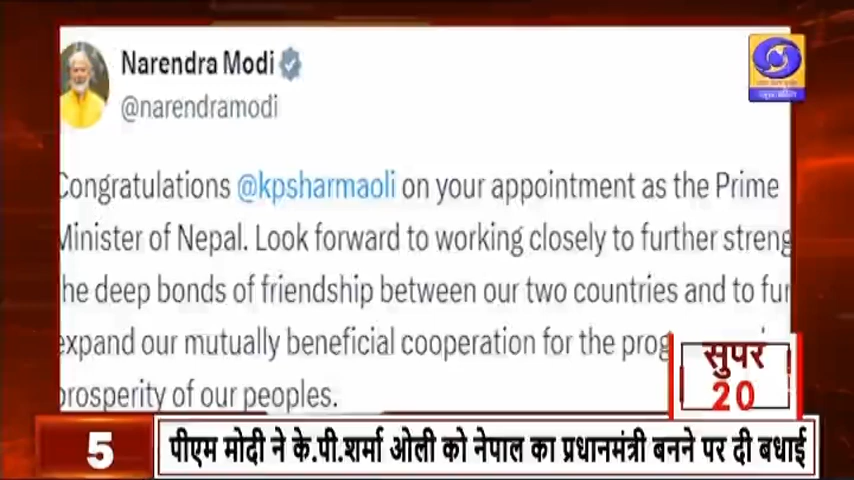 Narendra Modi
@narendramodi
Congratulations @kpsharmaoli on your appointment as the Prime
Minister of Nepal. Look forward to working closely to further streng
the deep bonds of friendship between our two countries and to fur
expand our mutually beneficial cooperation for the prog
prosperity of our peoples.
सुपर
20
5
पीएम मोदी ने के.पी.शर्मा ओली को नेपाल का प्रधानमंत्री बनने पर दी बधाई